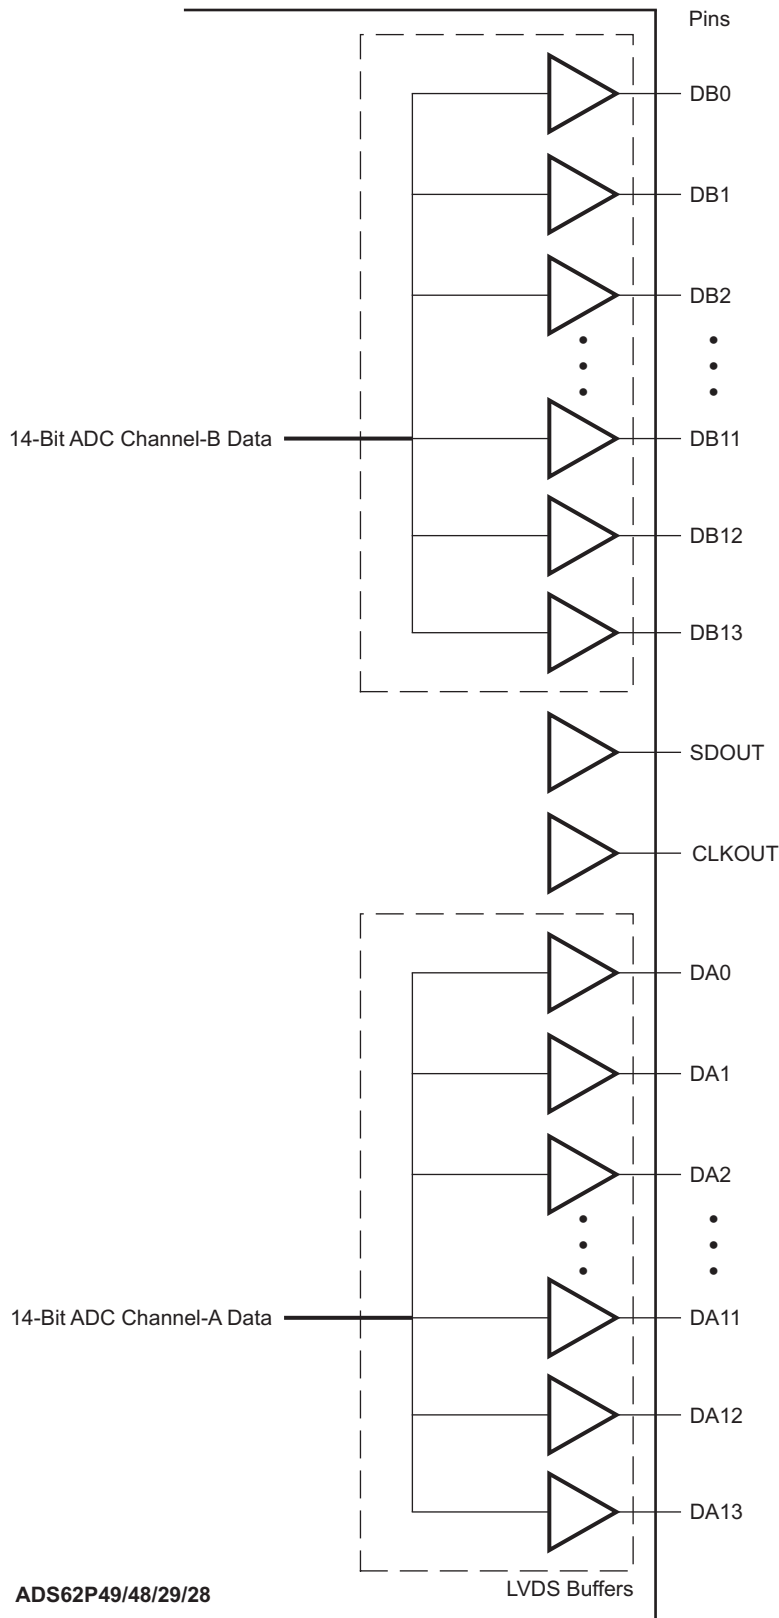 Pins
DB0
DB1
DB2
DB11
14-Bit ADC Channel-B Data
DB12
DB13
SDOUT
CLKOUT
DA0
DA1
DA2
14-Bit ADC Channel-A Data
DA11
DA12
DA13
LVDS Buffers
ADS62P49/48/29/28